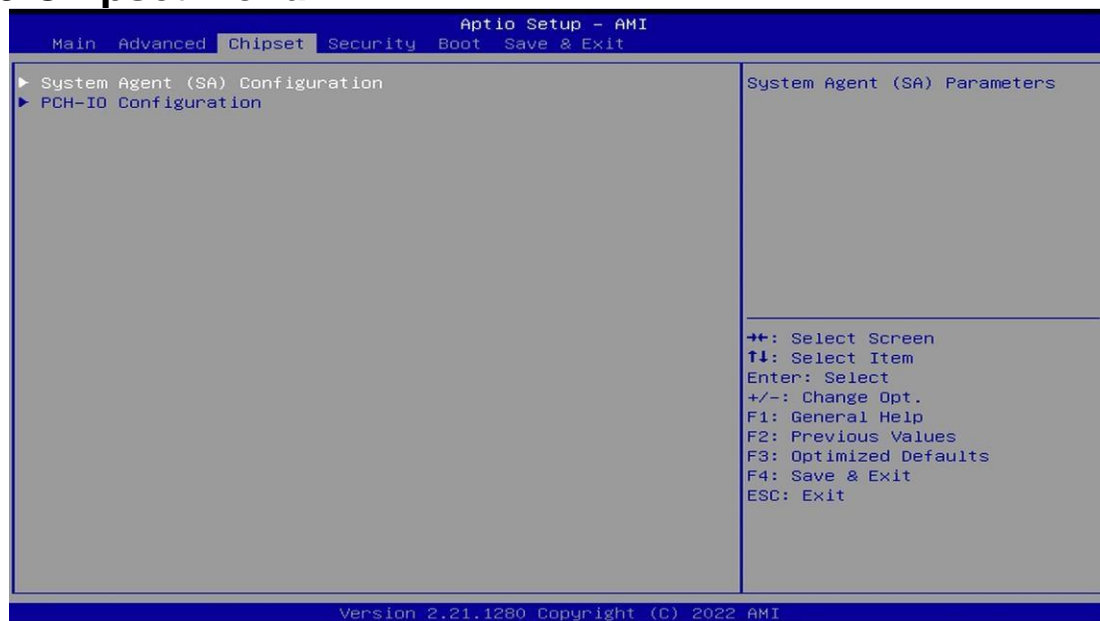 Aptio Setup – AMI
Main Advanced Chipset Security Boot Save & Exit
▶ System Agent (SA) Configuration
▶ PCH-IO Configuration
System Agent (SA) Parameters
→←: Select Screen
↑↓: Select Item
Enter: Select
+/-: Change Opt.
F1: General Help
F2: Previous Values
F3: Optimized Defaults
F4: Save & Exit
ESC: Exit
Version 2.21.1280 Copyright (C) 2022 AMI